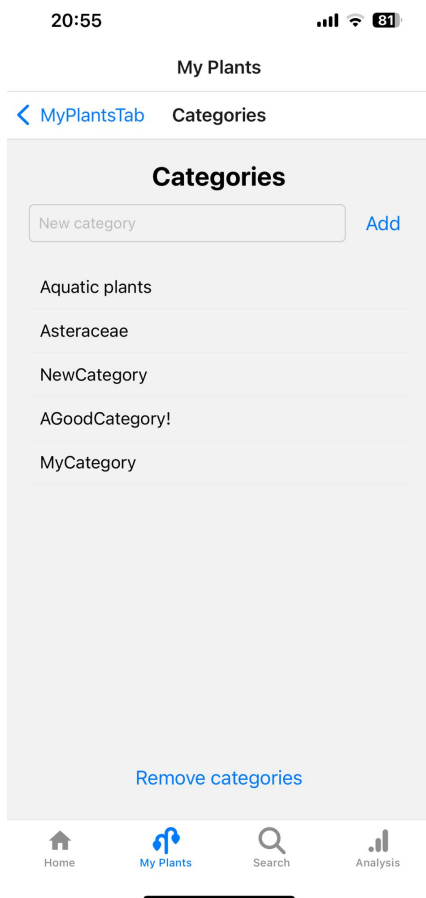 20:55
81
My Plants
MyPlantsTab Categories
Categories
New category Add
Aquatic plants
Asteraceae
NewCategory
AGoodCategory!
MyCategory
Remove categories
Home My Plants Search Analysis